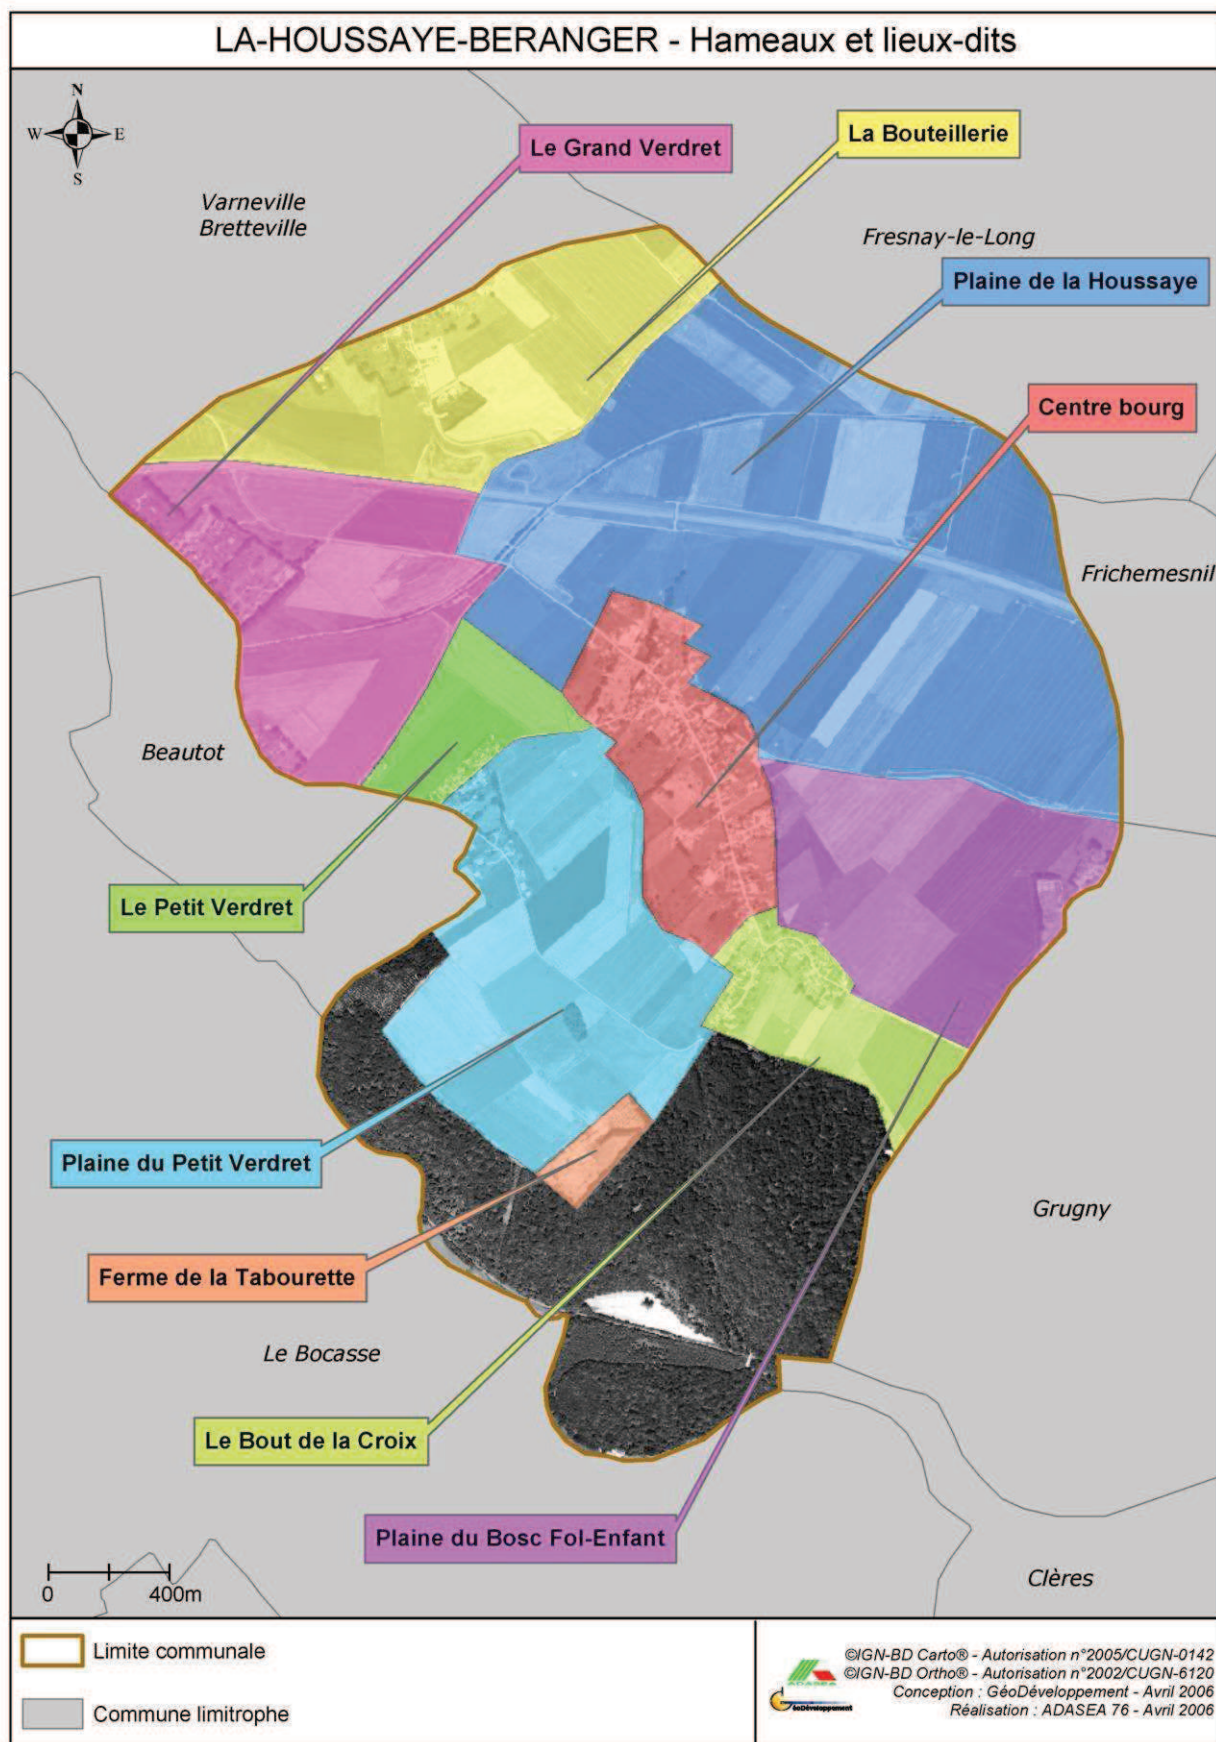 LA-HOUSSAYE-BERANGER - Hameaux et lieux-dits
N
W E
S
Le Grand Verdret
La Bouteillerie
Varneville
Bretteville
Fresnay-le-Long
Plaine de la Houssaye
Centre bourg
Frichemesnil
Beautot
Le Petit Verdret
Plaine du Petit Verdret
Grugny
Ferme de la Tabourette
Le Bocasse
Le Bout de la Croix
Plaine du Bosc Fol-Enfant
Clères
0 400m
Limite communale
Commune limitrophe
ADASEA
GéoDéveloppement
©IGN-BD Carto® - Autorisation n°2005/CUGN-0142
©IGN-BD Ortho® - Autorisation n°2002/CUGN-6120
Conception : GéoDéveloppement - Avril 2006
Réalisation : ADASEA 76 - Avril 2006